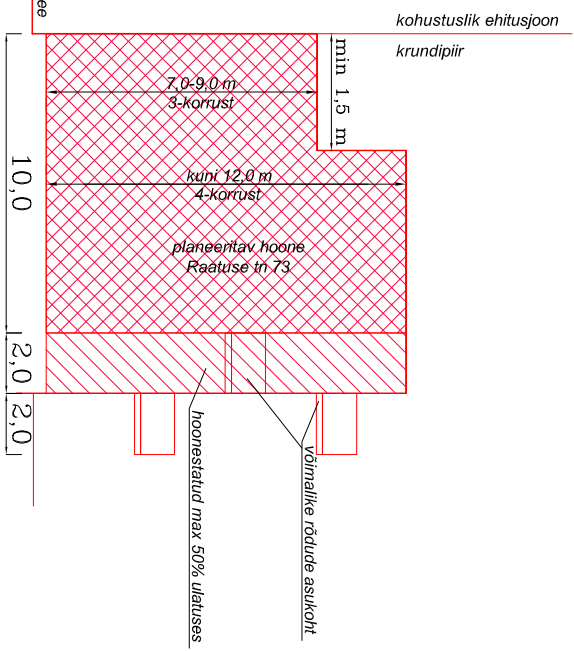 ee
kohustuslik ehitusjoon
krundipiir
min 1,5 m
7,0-9,0 m
3-korrust
kuni 12,0 m
4-korrust
planeeritav hoone
Raatuse tn 73
10,0
2,0
2,0
hoonestatud max 50% ulatuses
võimalike rõdude asukoht